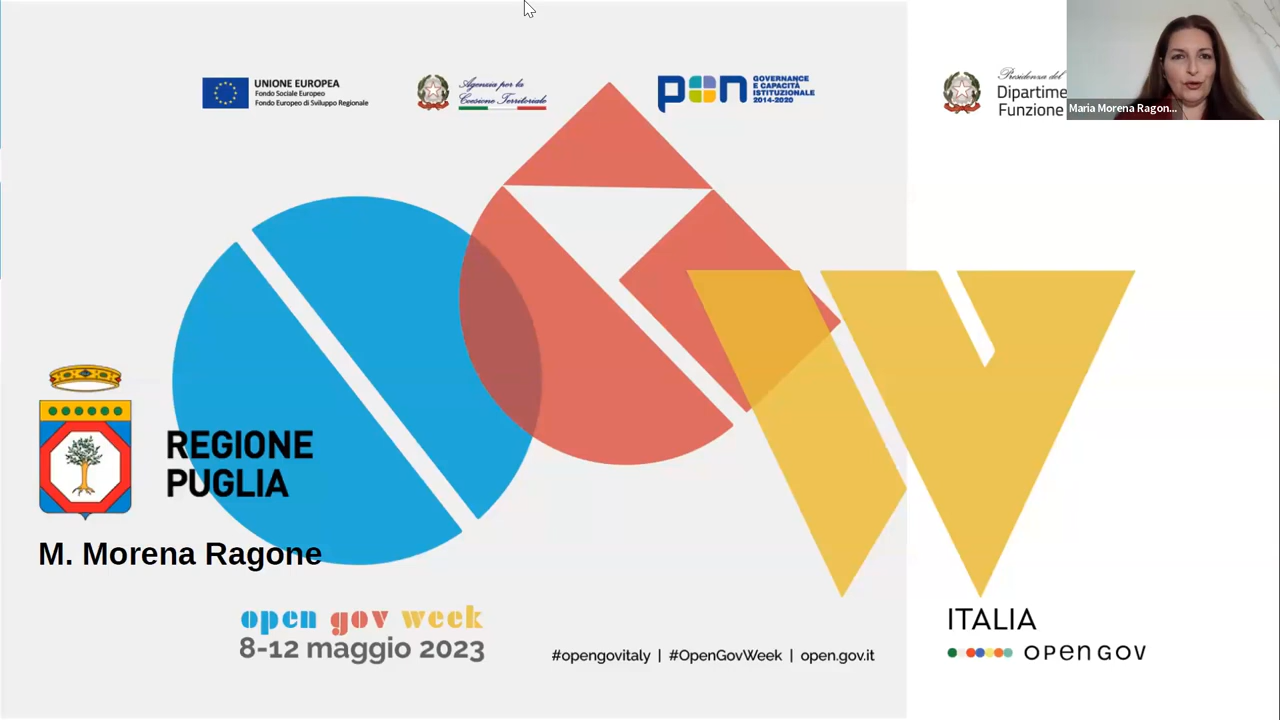 UNIONE EUROPEA
Fondo Sociale Europeo
Fondo Europeo di Sviluppo Regionale
Agenzia per la
Coesione Territoriale
pon
GOVERNANCE
E CAPACITÀ
ISTITUZIONALE
2014-2020
Presidenza del
Dipartime
Funzione
Maria Morena Ragon...
REGIONE
PUGLIA
M. Morena Ragone
open gov week
8-12 maggio 2023
#opengovitaly | #OpenGovWeek | open.gov.it
ITALIA
OPEN GOV